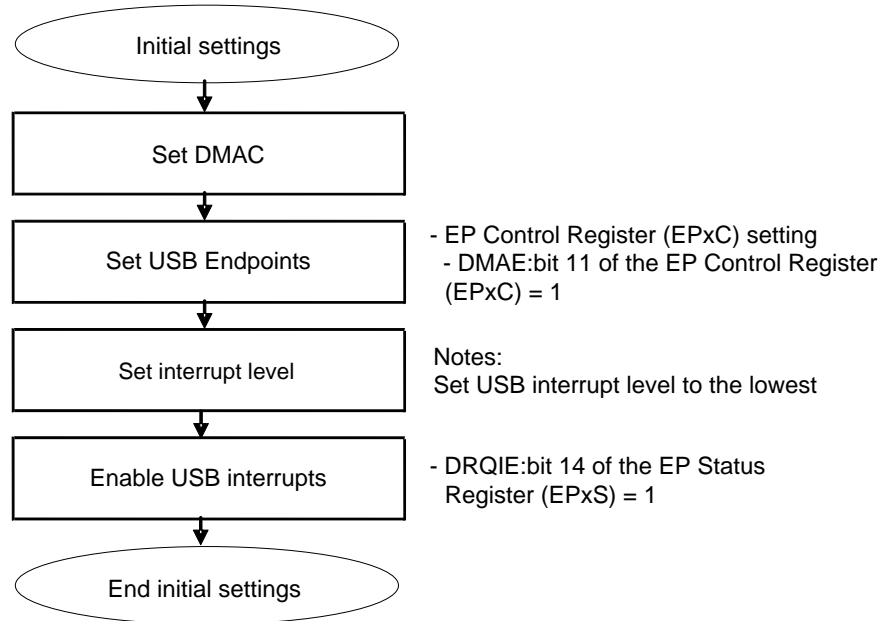 Initial settings
Set DMAC
Set USB Endpoints
- EP Control Register (EPxC) setting
- DMAE:bit 11 of the EP Control Register
(EPxC) = 1
Set interrupt level
Notes:
Set USB interrupt level to the lowest
Enable USB interrupts
- DRQIE:bit 14 of the EP Status
Register (EPxS) = 1
End initial settings